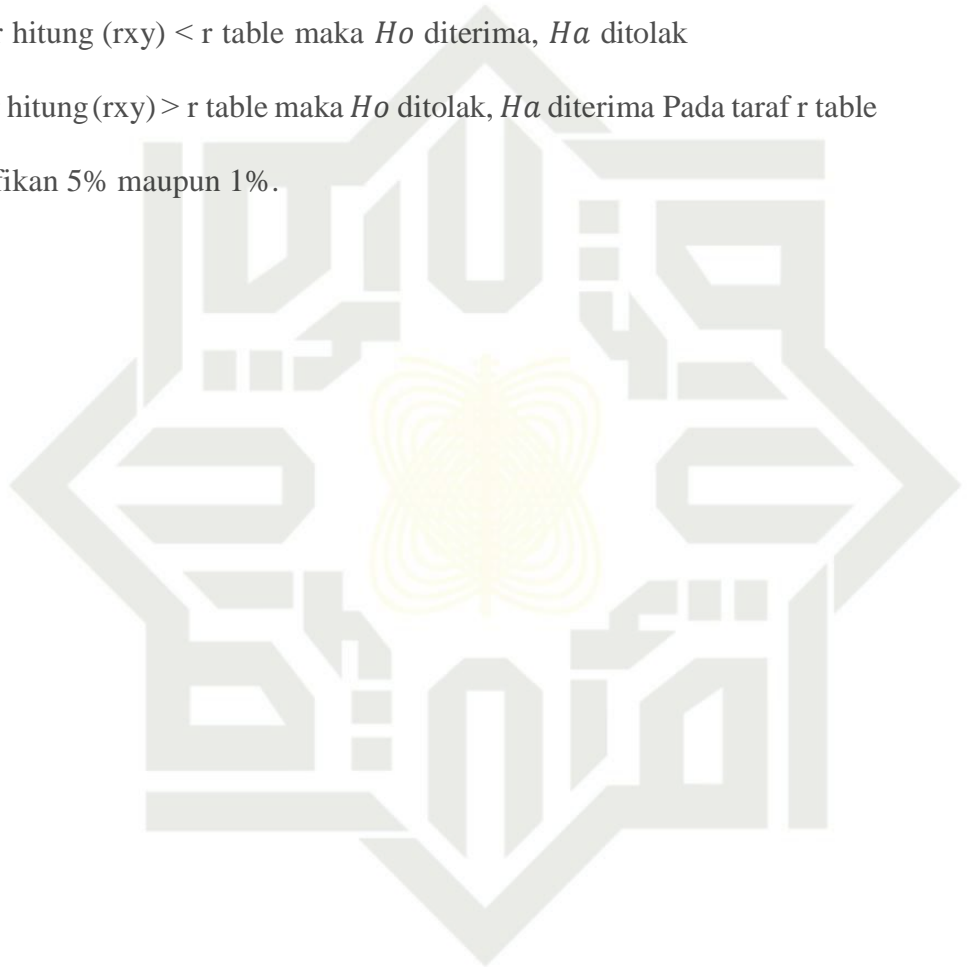 r hitung (rxy) < r table maka Ho diterima, Ha ditolak
hitung (rxy) > r table maka Ho ditolak, Ha diterima Pada taraf r table
fikan 5% maupun 1%.